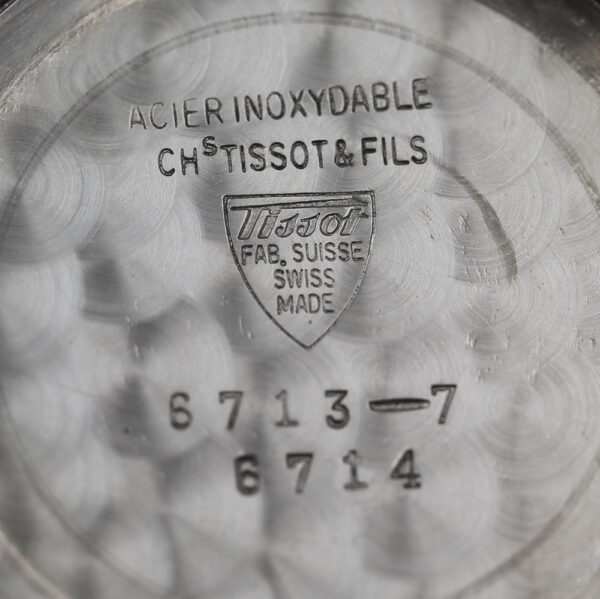 ACIER INOXYDABLE
CHS TISSOT & FILS
Tissot
FAB. SUISSE
SWISS
MADE
6713-7
6714